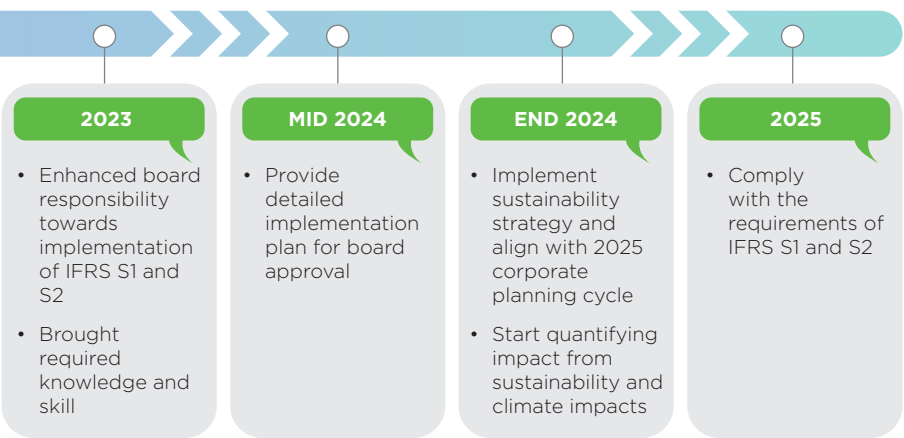 2023
• Enhanced board
responsibility
towards
implementation
of IFRS S1 and
S2
• Brought
required
knowledge and
skill
MID 2024
• Provide
detailed
implementation
plan for board
approval
END 2024
• Implement
sustainability
strategy and
align with 2025
corporate
planning cycle
• Start quantifying
impact from
sustainability and
climate impacts
2025
• Comply
with the
requirements of
IFRS S1 and S2